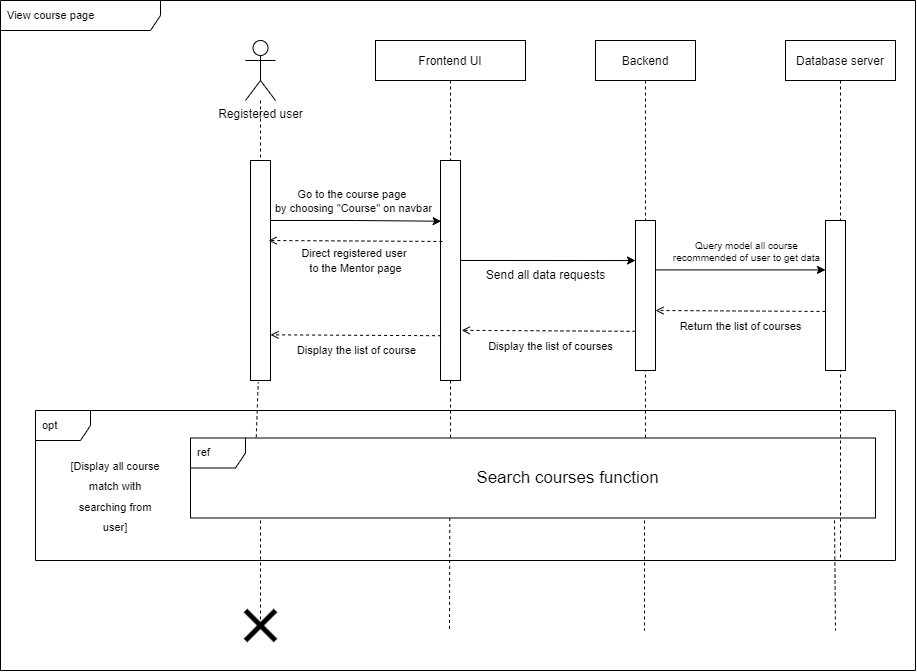 View course page
Registered user
Frontend UI
Backend
Database server
Go to the course page
by choosing "Course" on navbar
Direct registered user
to the Mentor page
Send all data requests
Query model all course
recommended of user to get data
Return the list of courses
Display the list of courses
Display the list of course
opt
[Display all course
match with
searching from
user]
ref
Search courses function